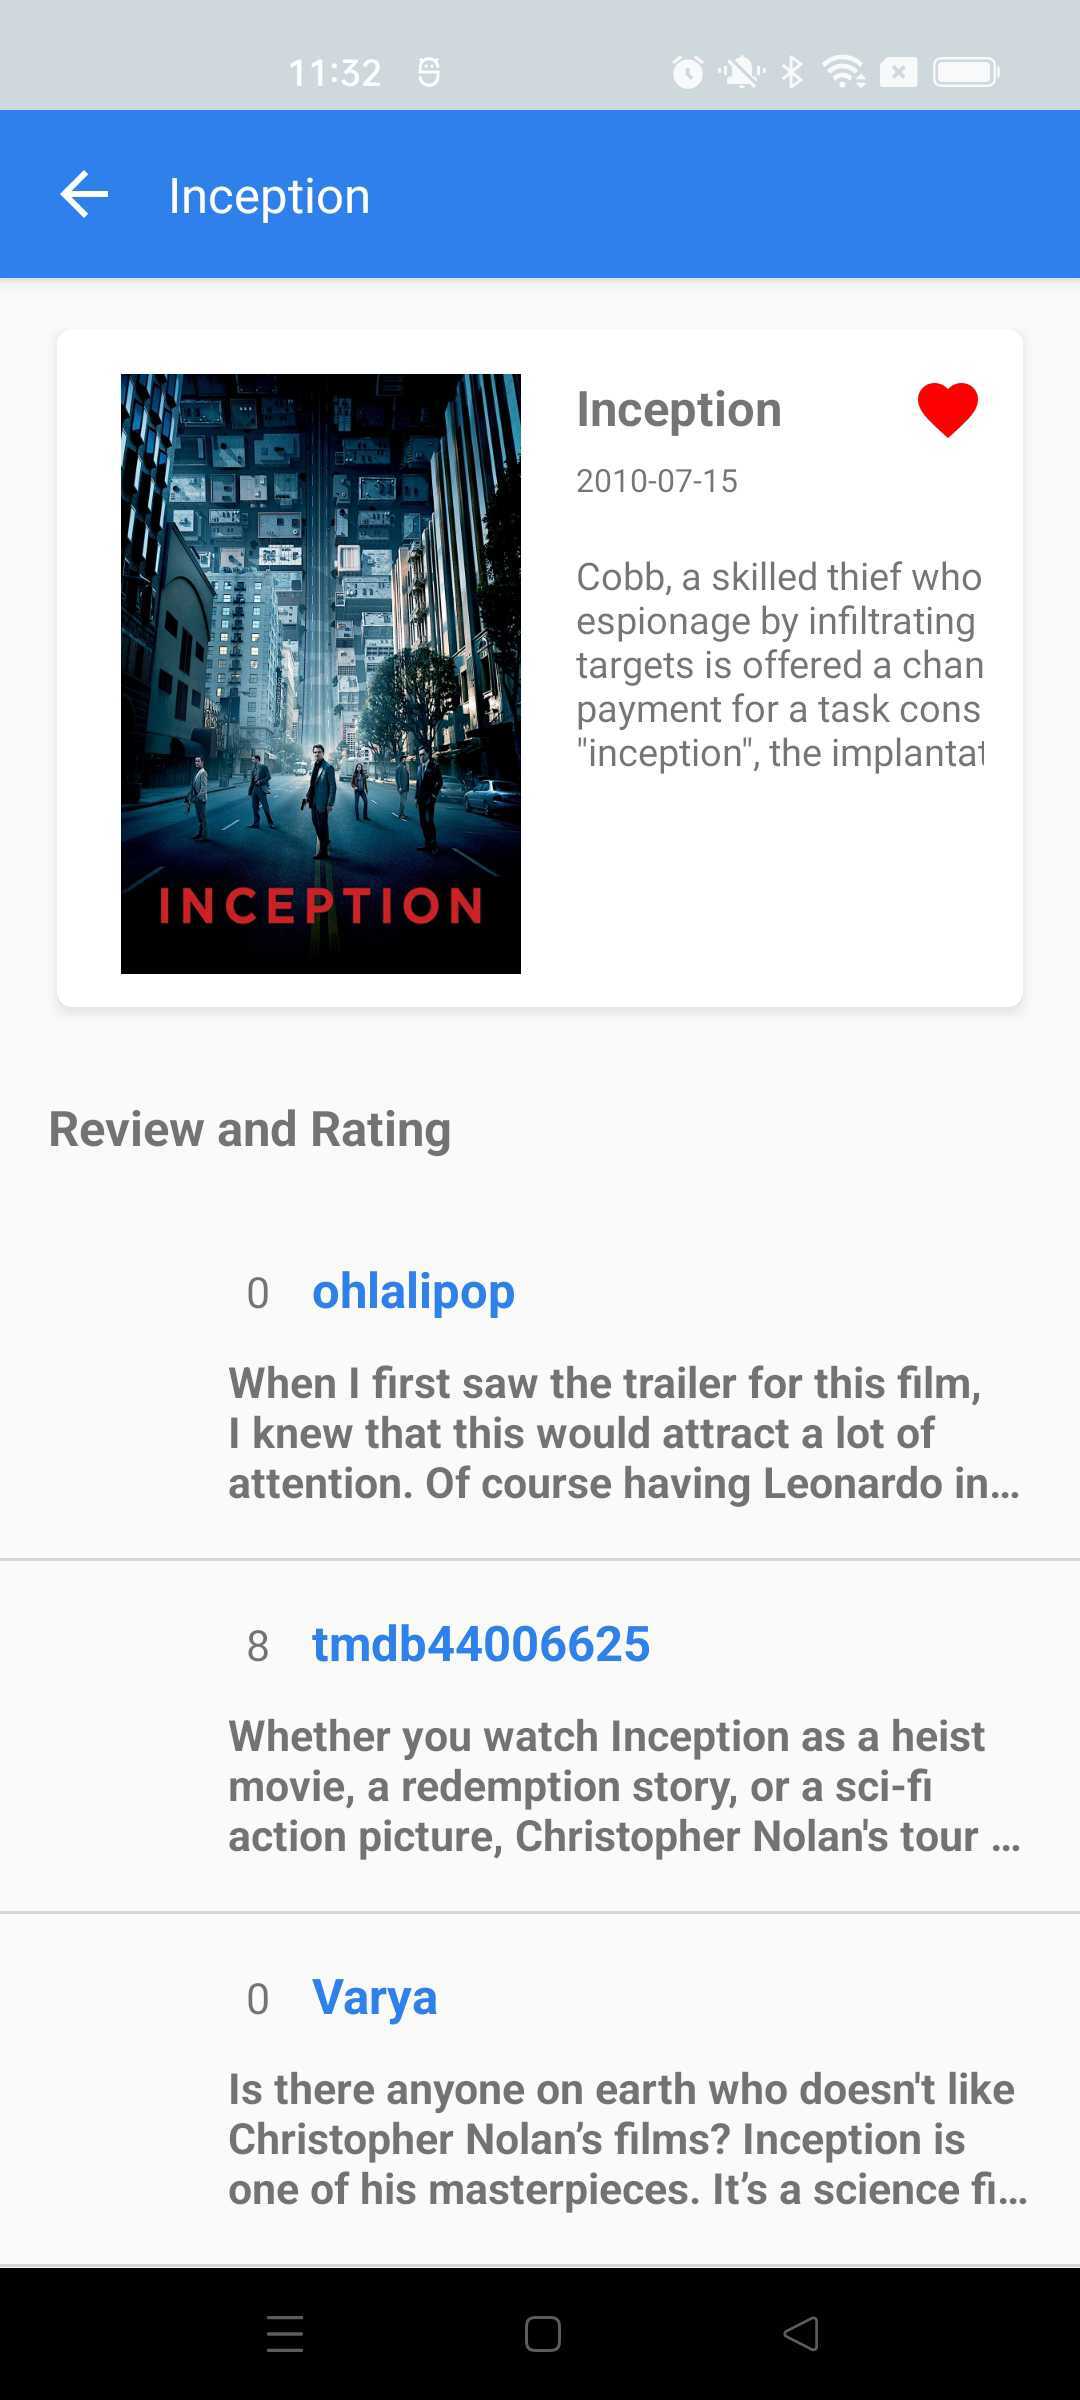 11:32
Inception
Inception
2010-07-15
Cobb, a skilled thief who
espionage by infiltrating
targets is offered a chan
payment for a task cons
"inception", the implantat
INCEPTION
Review and Rating
0 ohlalipop
When I first saw the trailer for this film,
I knew that this would attract a lot of
attention. Of course having Leonardo in…
8 tmdb44006625
Whether you watch Inception as a heist
movie, a redemption story, or a sci-fi
action picture, Christopher Nolan's tour …
0 Varya
Is there anyone on earth who doesn't like
Christopher Nolan’s films? Inception is
one of his masterpieces. It’s a science fi…